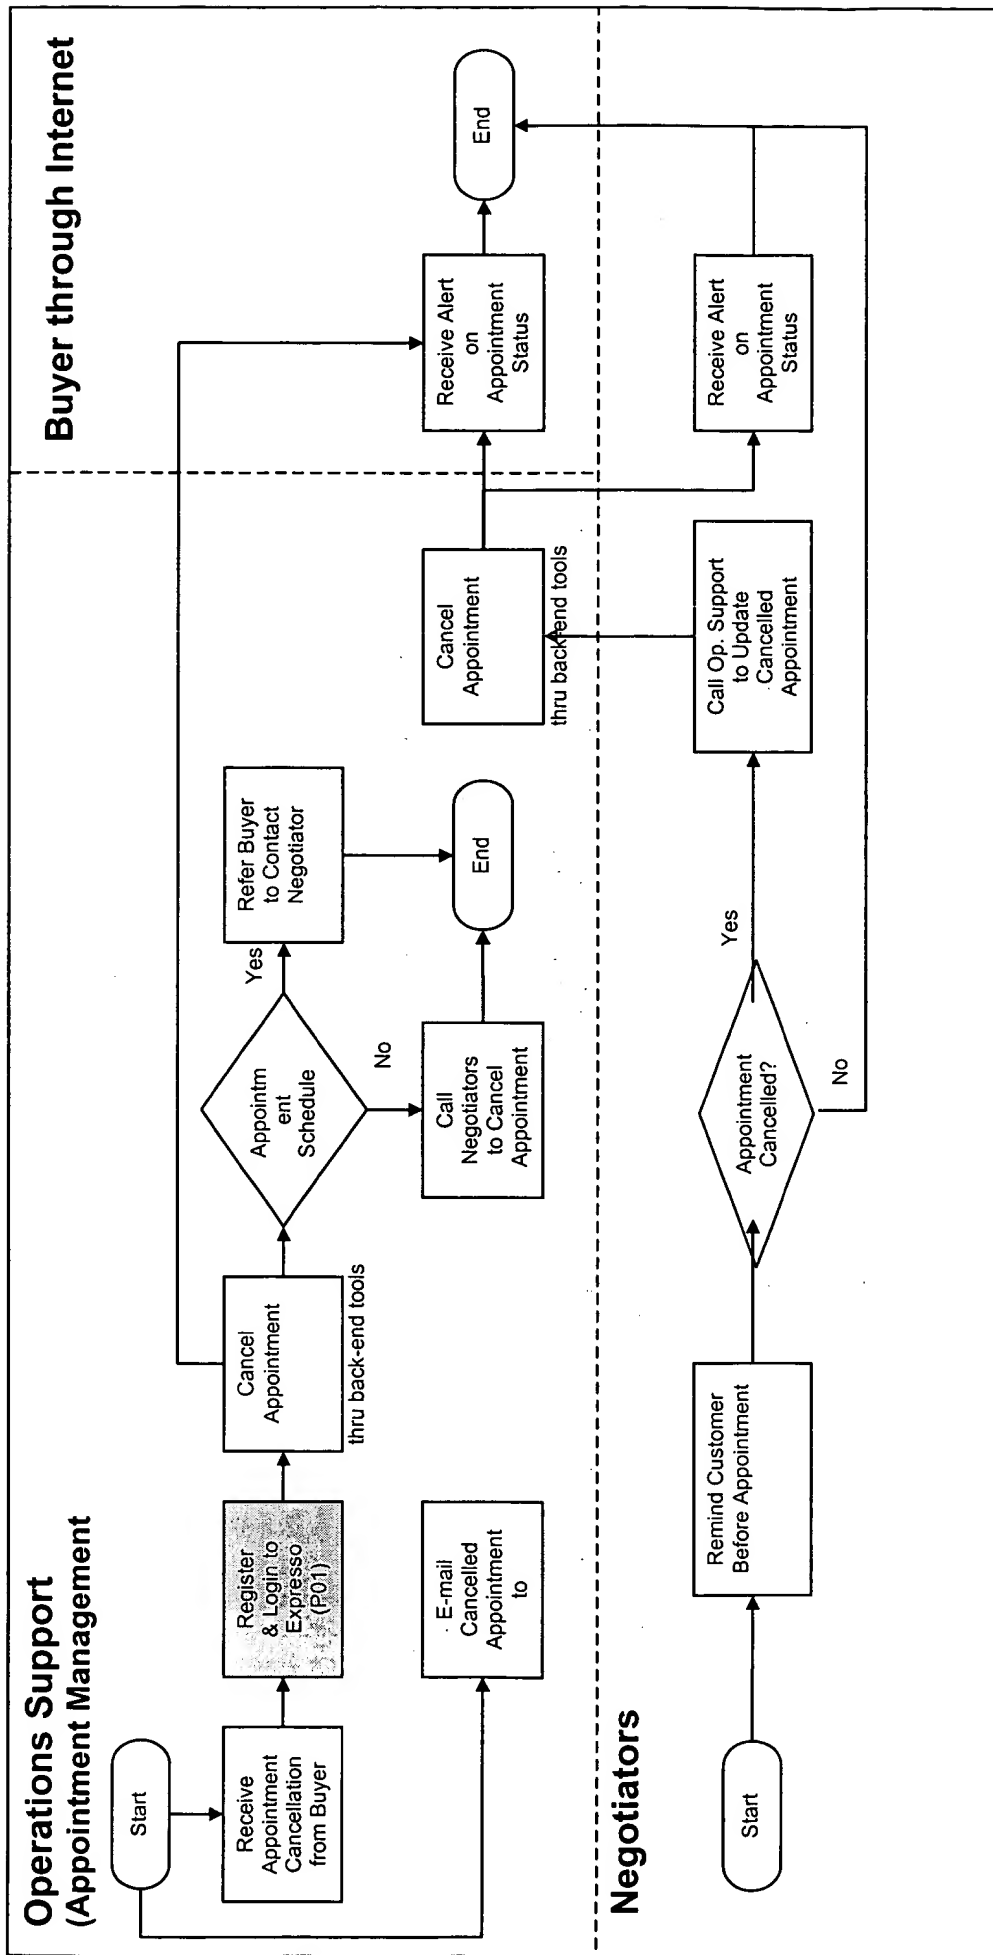 Operations Support
(Appointment Management
Buyer through Internet
Start
Receive
Appointment
Cancellation
from Buyer
Register
& Login to
Expresso
(P01)
Cancel
Appointment
thru back-end tools
Appointm
ent
Schedule
Yes
Refer Buyer
to Contact
Negotiator
No
Call
Negotiators
to Cancel
Appointment
End
E-mail
Cancelled
Appointment
to
Cancel
Appointment
thru back-end tools
Receive Alert
on
Appointment
Status
End
Negotiators
Start
Remind Customer
Before Appointment
Appointment
Cancelled?
Yes
No
Call Op. Support
to Update
Cancelled
Appointment
Receive Alert
on
Appointment
Status